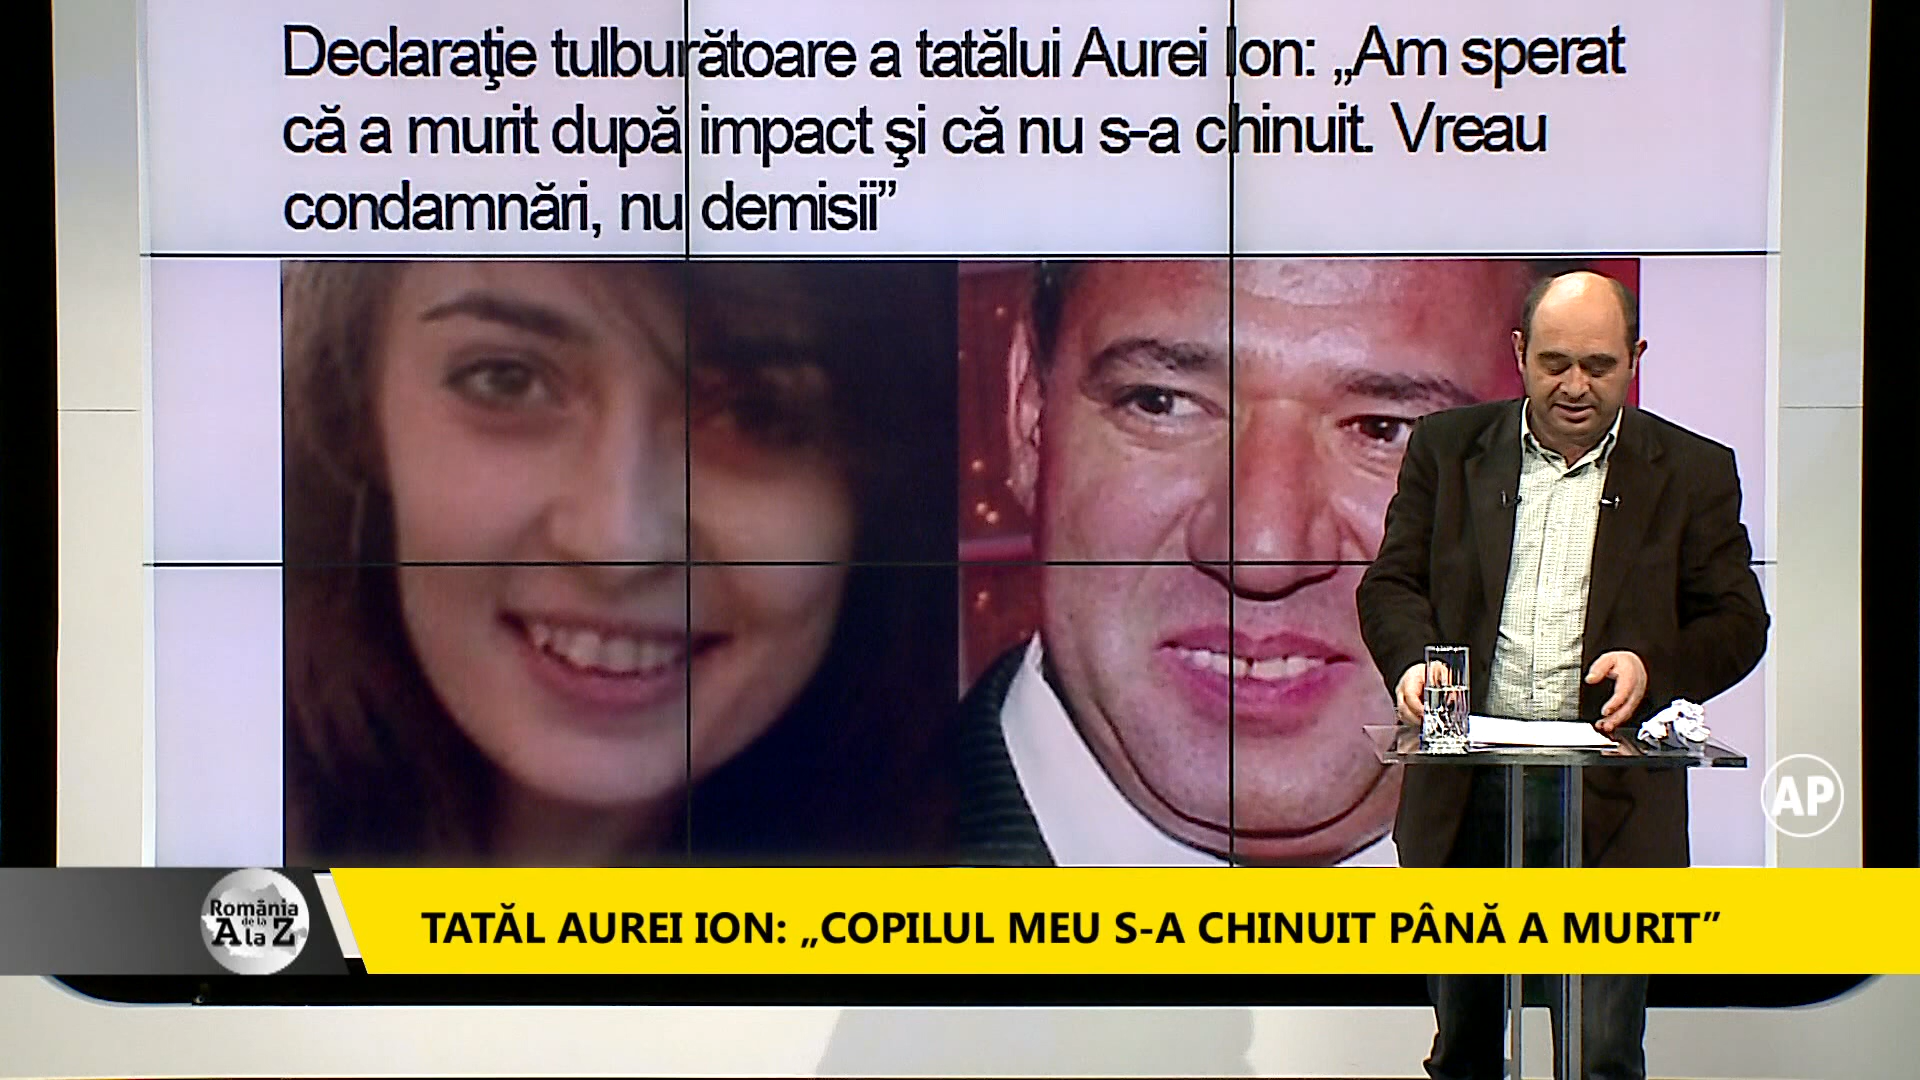 Declaraţie tulburătoare a tatălui Aurei Ion: „Am sperat
că a murit după impact şi că nu s-a chinuit. Vreau
condamnări, nu demisii”
AP
România
de la
A la Z
TATĂL AUREI ION: „COPILUL MEU S-A CHINUIT PÂNĂ A MURIT”